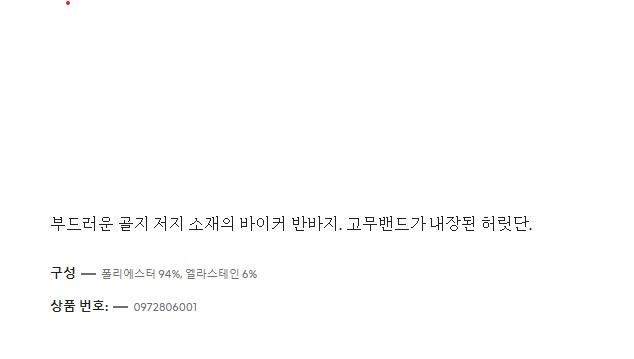 부드러운 골지 저지 소재의 바이커 반바지. 고무밴드가 내장된 허릿단.
구성 — 폴리에스터 94%, 엘라스테인 6%
상품 번호: — 0972806001